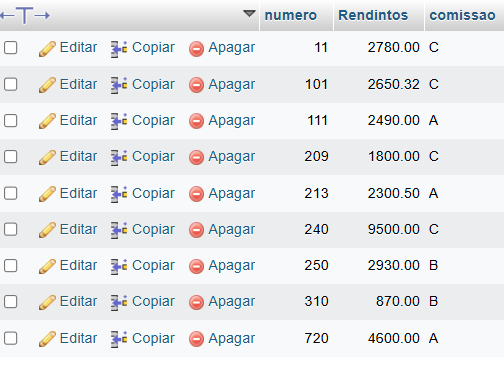 numero Rendintos comissao
Editar Copiar Apagar 11 2780.00 C
Editar Copiar Apagar 101 2650.32 C
Editar Copiar Apagar 111 2490.00 A
Editar Copiar Apagar 209 1800.00 C
Editar Copiar Apagar 213 2300.50 A
Editar Copiar Apagar 240 9500.00 C
Editar Copiar Apagar 250 2930.00 B
Editar Copiar Apagar 310 870.00 B
Editar Copiar Apagar 720 4600.00 A